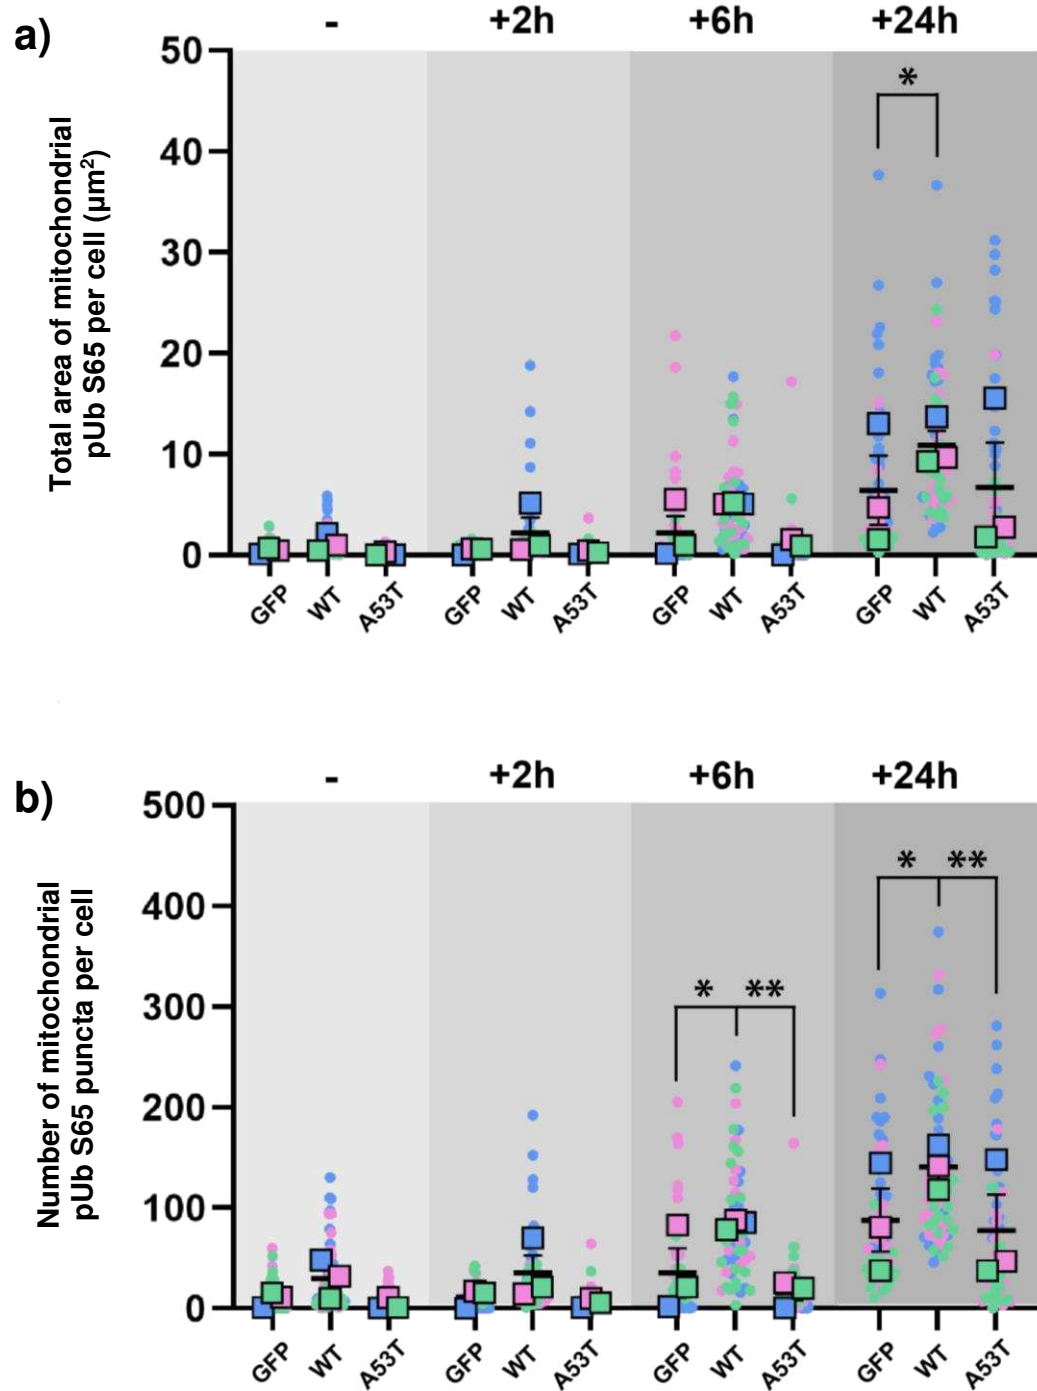 a)
- +2h +6h +24h
Total area of mitochondrial
pUb S65 per cell (µm²)
50
40
30
20
10
0
*
GFP WT A53T GFP WT A53T GFP WT A53T GFP WT A53T
b)
- +2h +6h +24h
Number of mitochondrial
pUb S65 puncta per cell
500
400
300
200
100
0
* **
* **
GFP WT A53T GFP WT A53T GFP WT A53T GFP WT A53T